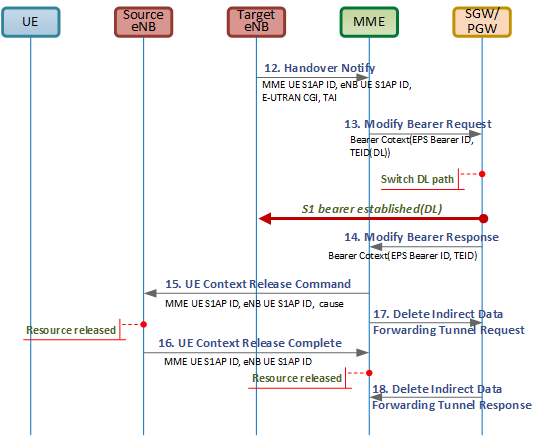 UE
Source
eNB
Target
eNB
MME
SGW/
PGW
12. Handover Notify
MME UE S1AP ID, eNB UE S1AP ID,
E-UTRAN CGI, TAI
13. Modify Bearer Request
Bearer Cotext(EPS Bearer ID,
TEID(DL))
Switch DL path
S1 bearer established(DL)
14. Modify Bearer Response
Bearer Cotext(EPS Bearer ID, TEID)
15. UE Context Release Command
MME UE S1AP ID, eNB UE S1AP ID, cause
17. Delete Indirect Data
Forwarding Tunnel Request
Resource released
16. UE Context Release Complete
MME UE S1AP ID, eNB UE S1AP ID
Resource released
18. Delete Indirect Data
Forwarding Tunnel Response